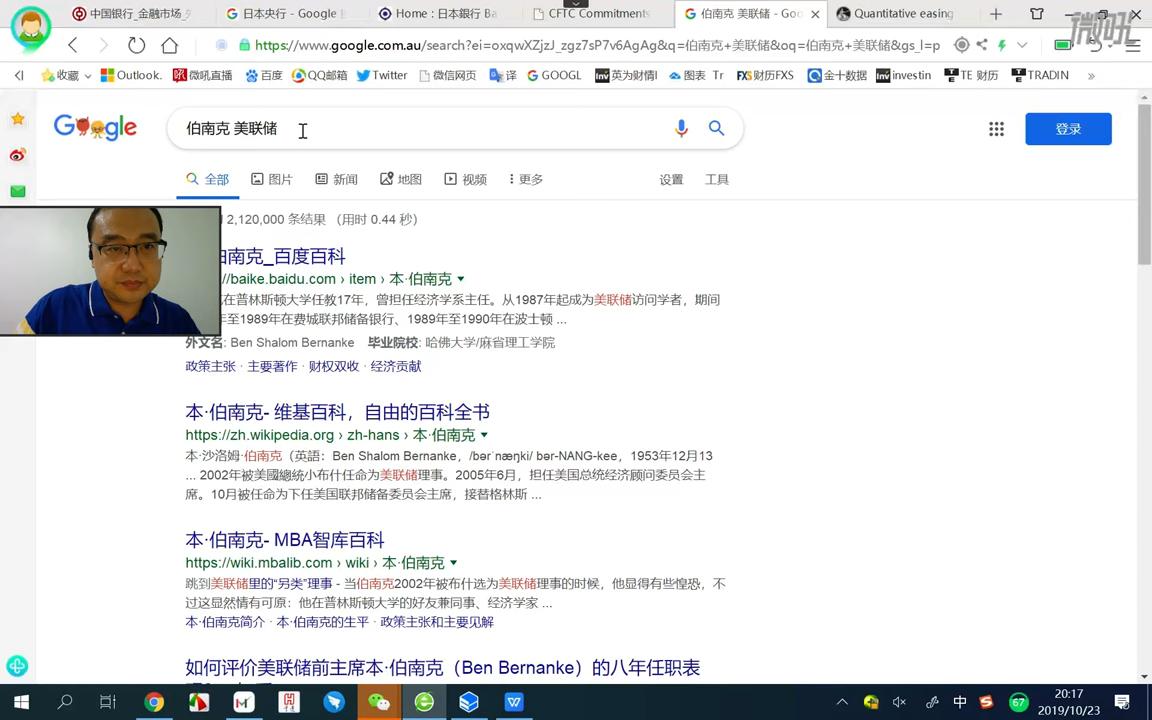 中国银行_金融市场_
日本央行 - Google
Home : 日本銀行 Ba
CFTC Commitments
伯南克 美联储 - Goo
Quantitative easing
微吼
https://www.google.com.au/search?ei=oxqwXZjzJ_zgz7sP7v6AgAg&q=伯南克+美联储&oq=伯南克+美联储&gs_l=p
收藏
Outlook.
微吼直播
百度
QQ邮箱
Twitter
微信网页
译
GOOGL
英为财情
图表 Tr
FXS财历FXS
金十数据
investin
TE 财历
TRADIN
Google
伯南克 美联储
登录
全部
图片
新闻
地图
视频
更多
设置
工具
2,120,000 条结果 （用时 0.44 秒）
伯南克_百度百科
//baike.baidu.com › item › 本·伯南克
在普林斯顿大学任教17年，曾担任经济学系主任。从1987年起成为美联储访问学者，期间
年至1989年在费城联邦储备银行、1989年至1990年在波士顿 ...
外文名: Ben Shalom Bernanke 毕业院校: 哈佛大学/麻省理工学院
政策主张 · 主要著作 · 财权双收 · 经济贡献
本·伯南克- 维基百科，自由的百科全书
https://zh.wikipedia.org › zh-hans › 本·伯南克
本·沙洛姆·伯南克（英語：Ben Shalom Bernanke，/bərˈnæŋki/ bər-NANG-kee，1953年12月13
... 2002年被美國總統小布什任命为美联储理事。2005年6月，担任美国总统经济顾问委员会主
席。10月被任命为下任美国联邦储备委员会主席，接替格林斯 ...
本·伯南克- MBA智库百科
https://wiki.mbalib.com › wiki › 本·伯南克
跳到美联储里的“另类”理事 - 当伯南克2002年被布什选为美联储理事的时候，他显得有些惶恐，不
过这显然情有可原：他在普林斯顿大学的好友兼同事、经济学家 ...
本·伯南克简介 · 本·伯南克的生平 · 政策主张和主要见解
如何评价美联储前主席本·伯南克（Ben Bernanke）的八年任职表
中
67
20:17
2019/10/23